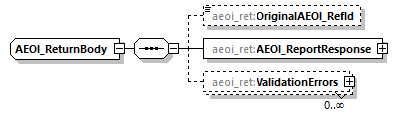 aeoi_ret:OriginalAEOI_RefId
AEOI_ReturnBody
aeoi_ret:AEOI_ReportResponse
aeoi_ret:ValidationErrors
0..∞